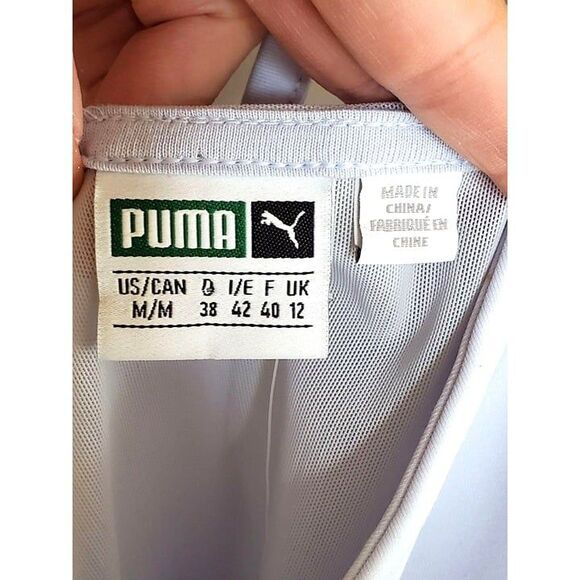 PUMA
US/CAN D I/E F UK
M/M 38 42 40 12
MADE IN
CHINA/
FABRIQUÉ EN
CHINE